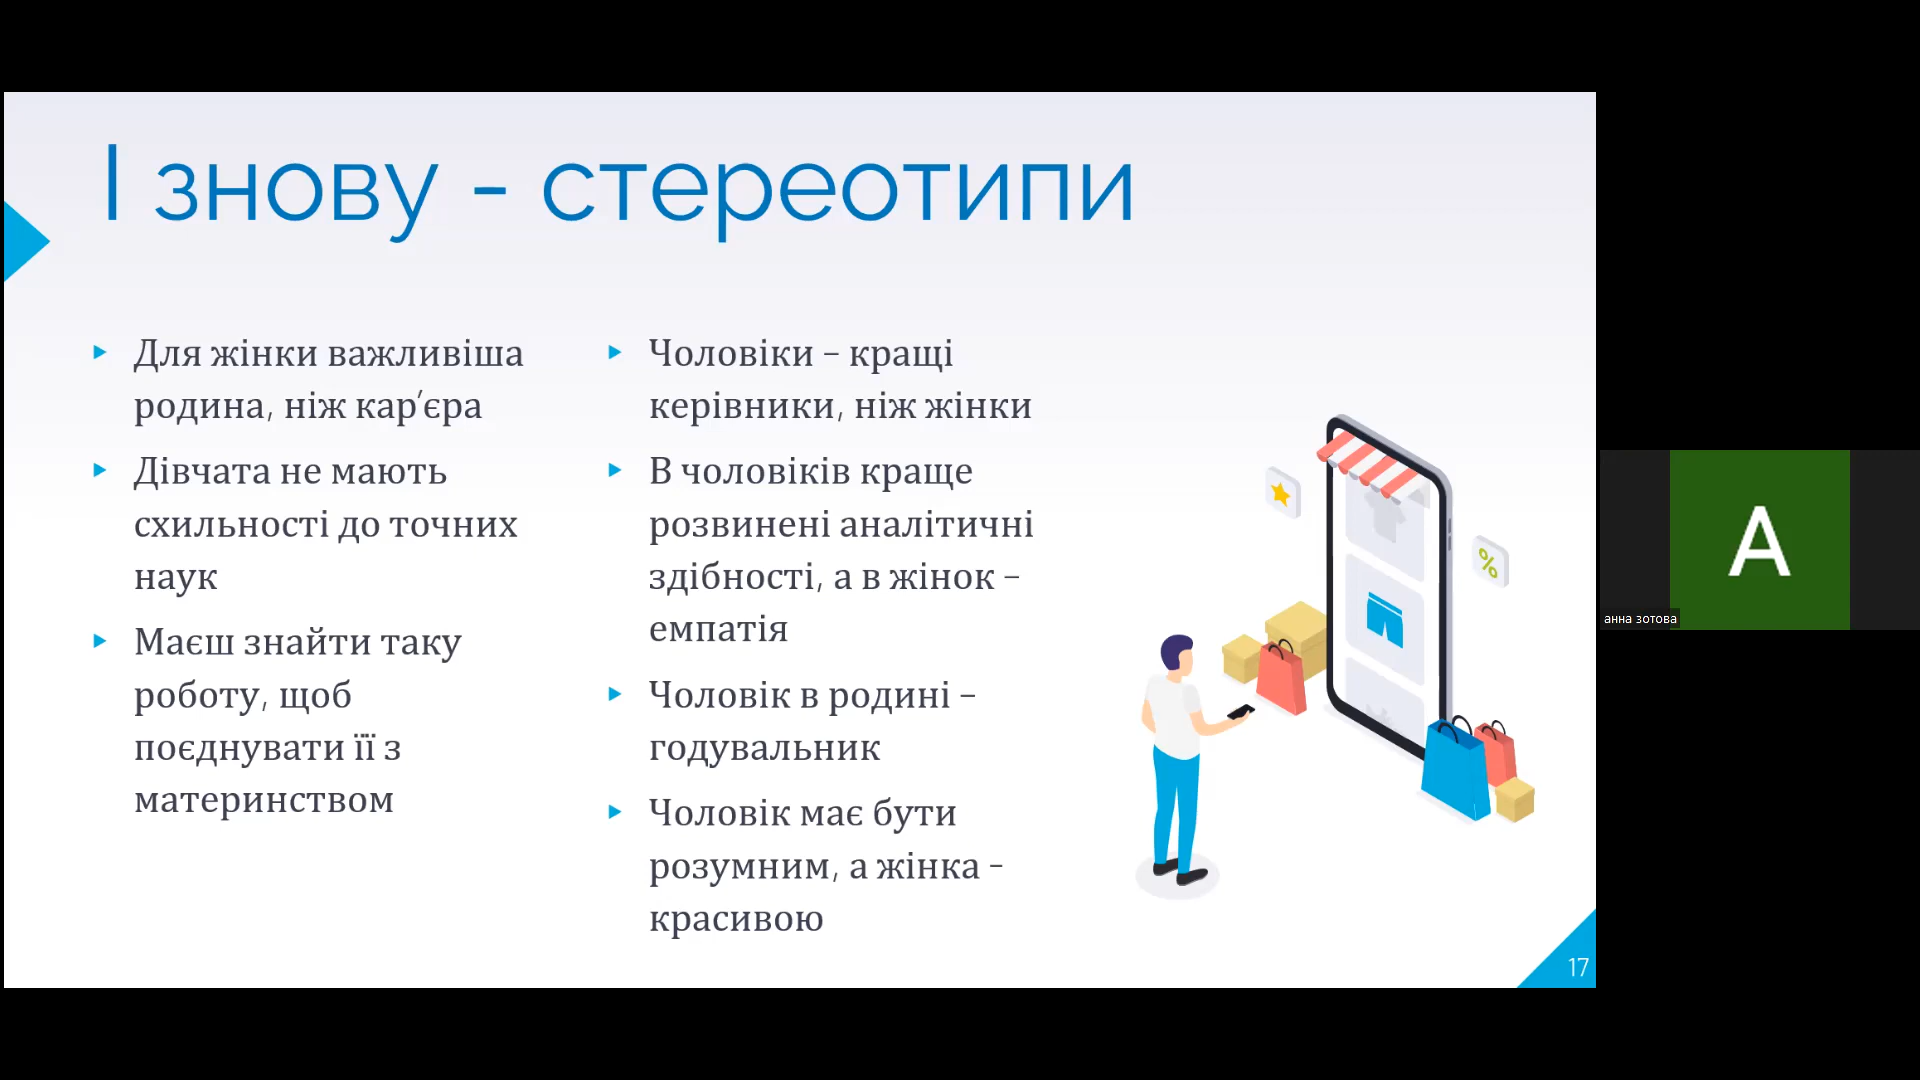 І знову - стереотипи
Для жінки важливіша
родина, ніж кар’єра
Дівчата не мають
схильності до точних
наук
Маєш знайти таку
роботу, щоб
поєднувати її з
материнством
Чоловіки – кращі
керівники, ніж жінки
В чоловіків краще
розвинені аналітичні
здібності, а в жінок –
емпатія
Чоловік в родині –
годувальник
Чоловік має бути
розумним, а жінка –
красивою
%
17
А
анна зотова